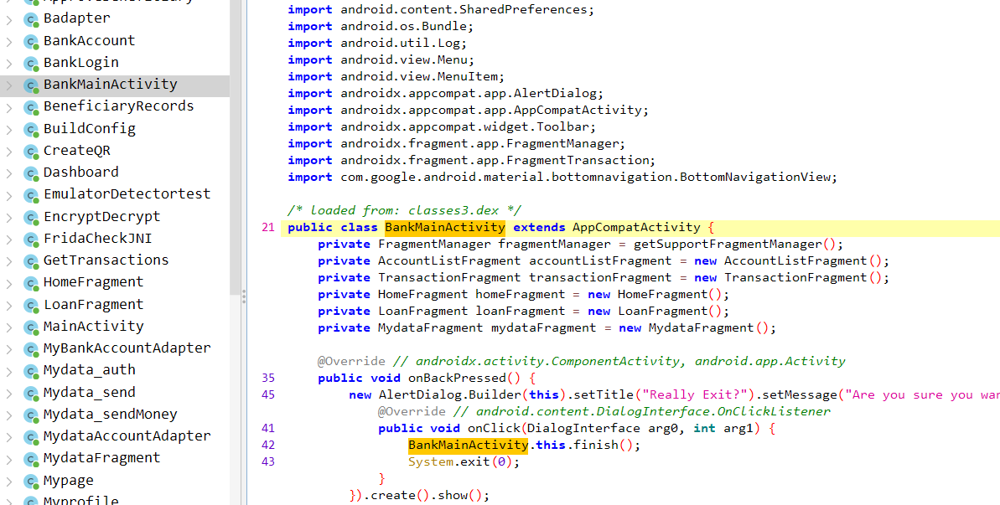 ApproveBeneficiary
Badapter
BankAccount
BankLogin
BankMainActivity
BeneficiaryRecords
BuildConfig
CreateQR
Dashboard
EmulatorDetectortest
EncryptDecrypt
FridaCheckJNI
GetTransactions
HomeFragment
LoanFragment
MainActivity
MyBankAccountAdapter
Mydata_auth
Mydata_send
Mydata_sendMoney
MydataAccountAdapter
MydataFragment
Mypage
Myprofile
import android.content.SharedPreferences;
import android.os.Bundle;
import android.util.Log;
import android.view.Menu;
import android.view.MenuItem;
import androidx.appcompat.app.AlertDialog;
import androidx.appcompat.app.AppCompatActivity;
import androidx.appcompat.widget.Toolbar;
import androidx.fragment.app.FragmentManager;
import androidx.fragment.app.FragmentTransaction;
import com.google.android.material.bottomnavigation.BottomNavigationView;
/* loaded from: classes3.dex */
21 public class BankMainActivity extends AppCompatActivity {
private FragmentManager fragmentManager = getSupportFragmentManager();
private AccountListFragment accountListFragment = new AccountListFragment();
private TransactionFragment transactionFragment = new TransactionFragment();
private HomeFragment homeFragment = new HomeFragment();
private LoanFragment loanFragment = new LoanFragment();
private MydataFragment mydataFragment = new MydataFragment();
@Override // androidx.activity.ComponentActivity, android.app.Activity
35 public void onBackPressed() {
45 new AlertDialog.Builder(this).setTitle("Really Exit?").setMessage("Are you sure you wan
@Override // android.content.DialogInterface.OnClickListener
41 public void onClick(DialogInterface arg0, int arg1) {
42 BankMainActivity.this.finish();
43 System.exit(0);
}
}).create().show();